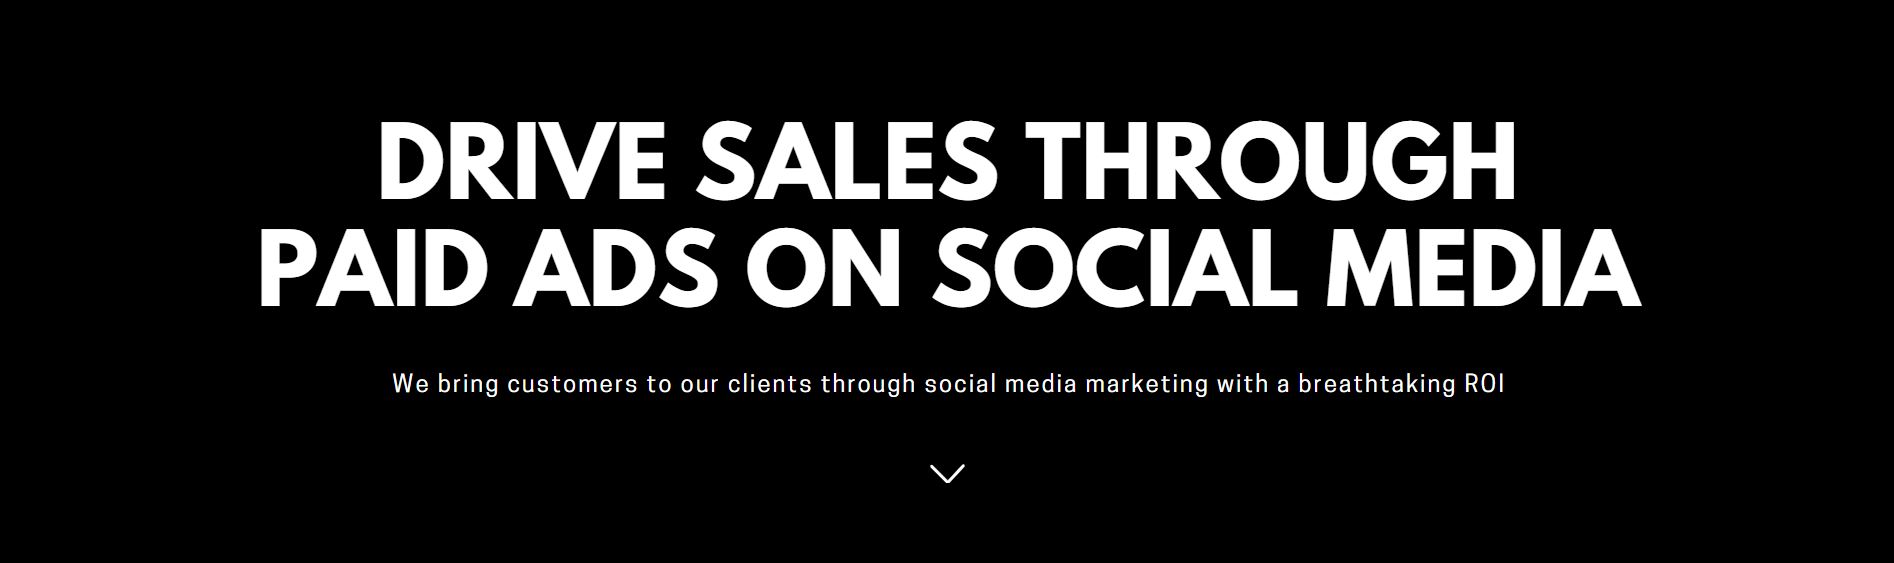 DRIVE SALES THROUGH
PAID ADS ON SOCIAL MEDIA
We bring customers to our clients through social media marketing with a breathtaking ROI